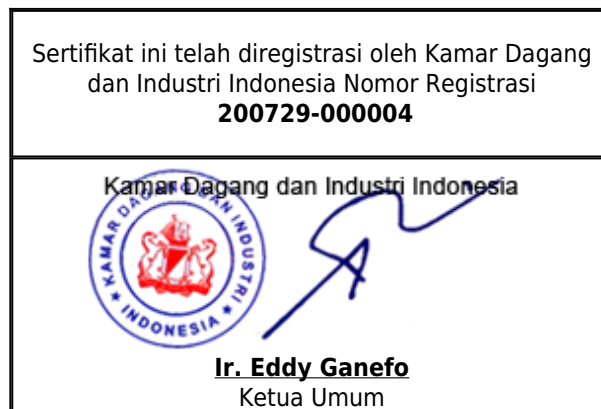 Sertifikat ini telah diregistrasi oleh Kamar Dagang
dan Industri Indonesia Nomor Registrasi
200729-000004
Kamar Dagang dan Industri Indonesia
KAMAR DAGANG DAN INDUSTRI
INDONESIA
Ir. Eddy Ganefo
Ketua Umum